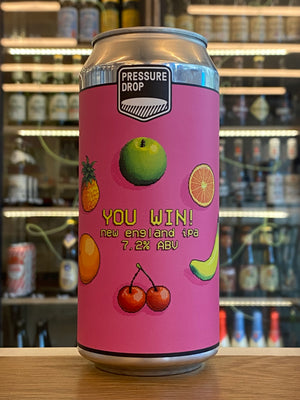 PRESSURE
DROP
YOU WIN!
new england ipa
7.2% ABV